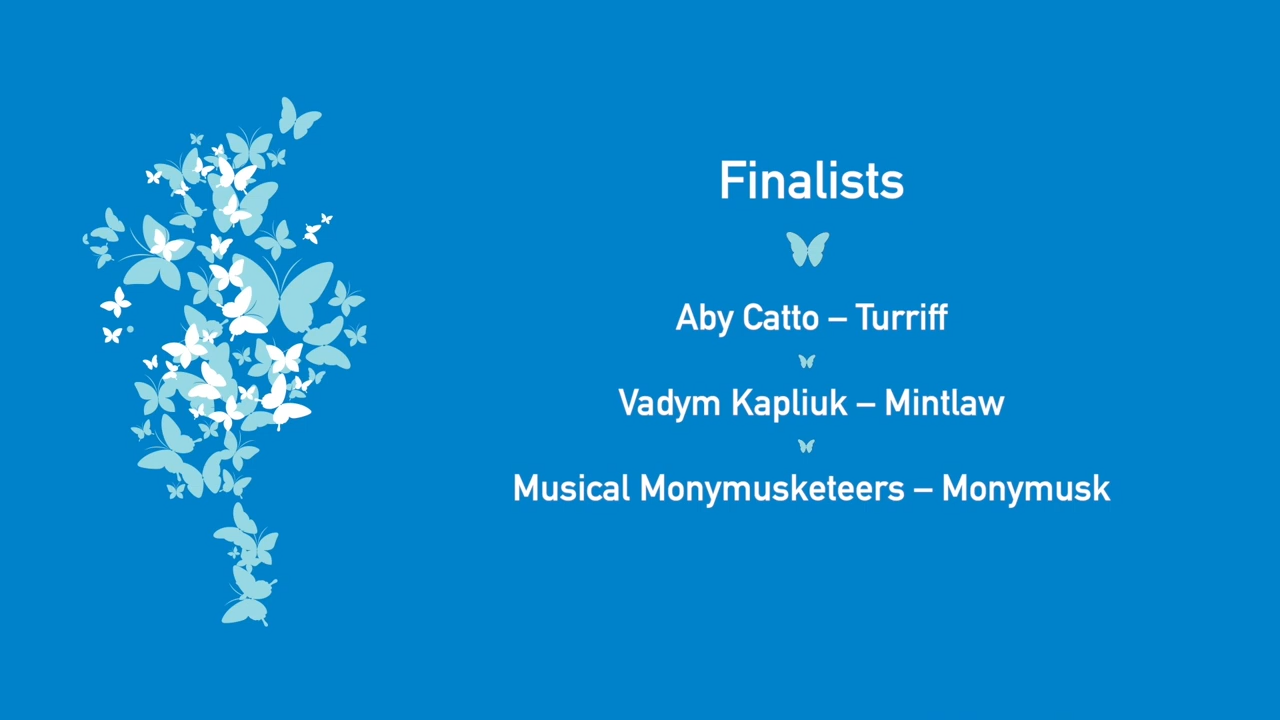 Finalists
Aby Catto – Turriff
Vadym Kapliuk – Mintlaw
Musical Monymusketeers – Monymusk